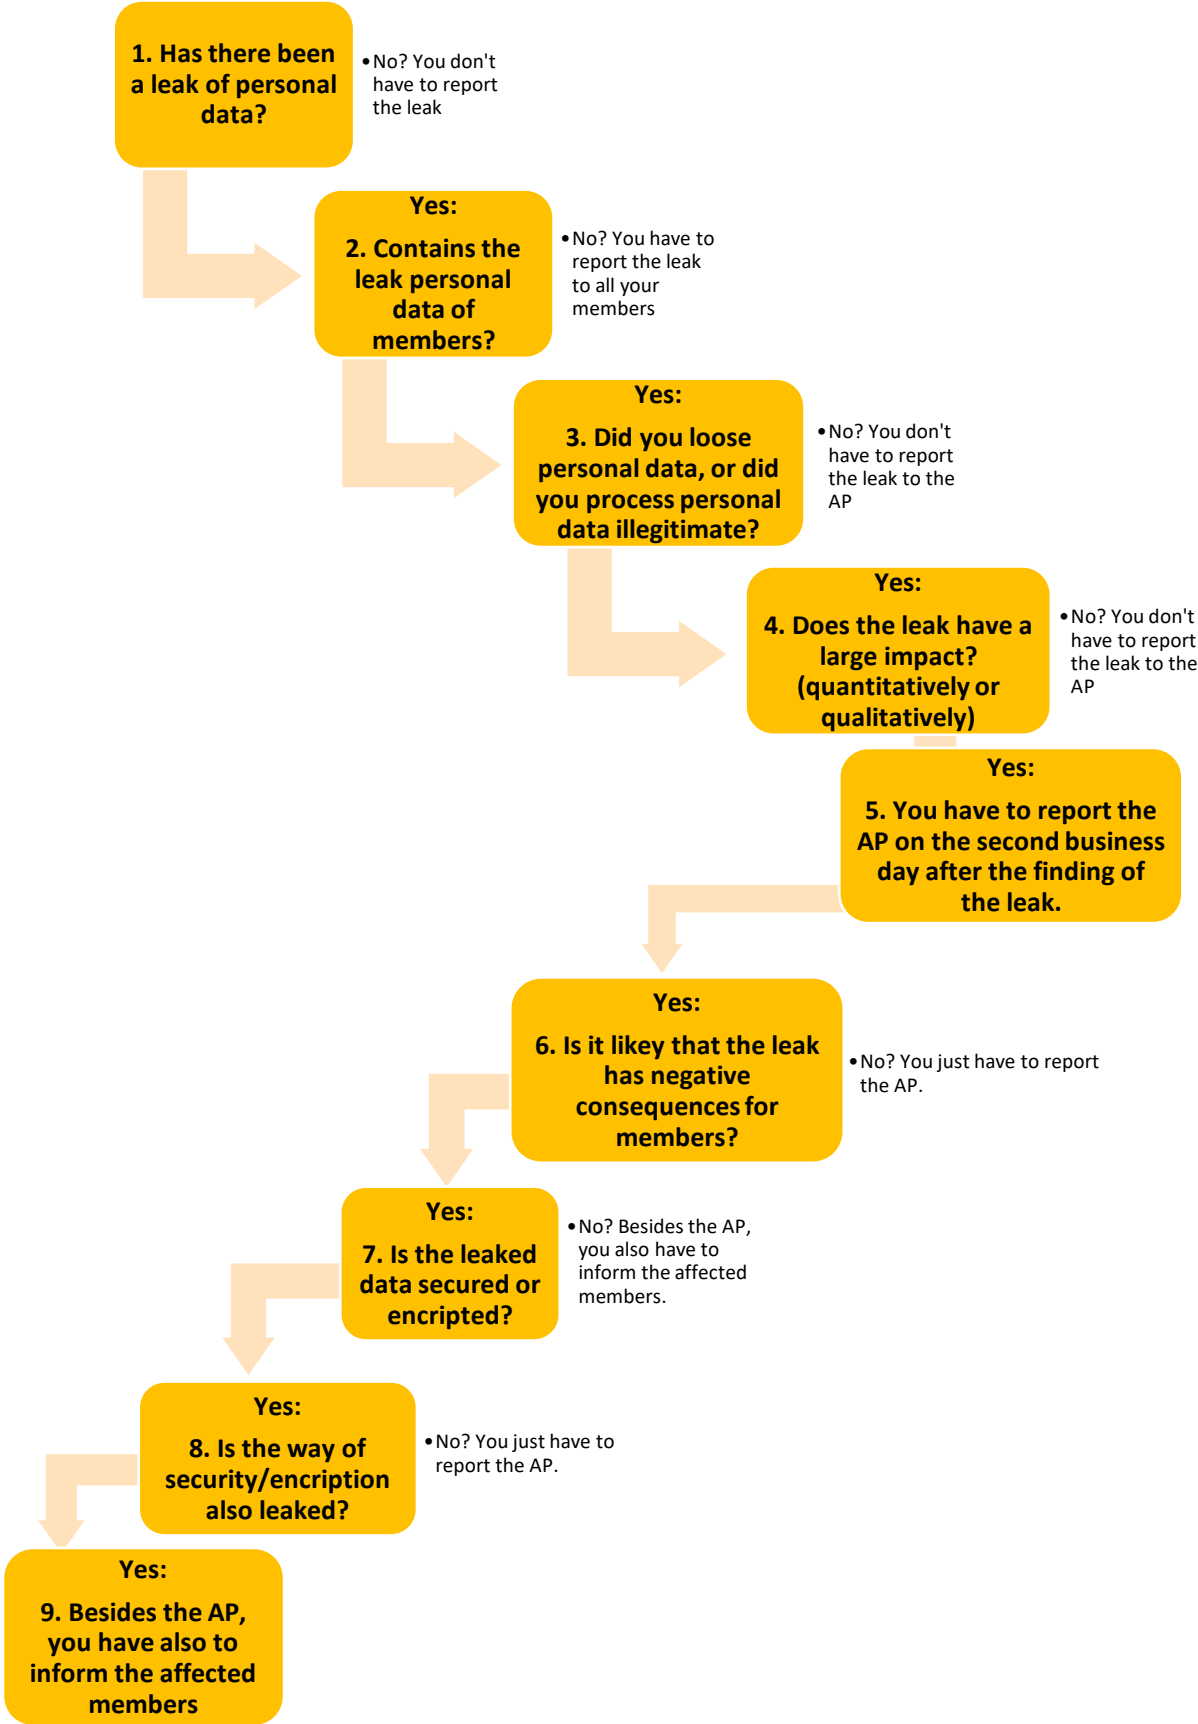 1. Has there been
a leak of personal
data?
•No? You don't
have to report
the leak
Yes:
2. Contains the
leak personal
data of
members?
•No? You have to
report the leak
to all your
members
Yes:
3. Did you loose
personal data, or did
you process personal
data illegitimate?
•No? You don't
have to report
the leak to the
AP
Yes:
4. Does the leak have a
large impact?
(quantitatively or
qualitatively)
•No? You don't
have to report
the leak to the
AP
Yes:
5. You have to report the
AP on the second business
day after the finding of
the leak.
Yes:
6. Is it likey that the leak
has negative
consequences for
members?
•No? You just have to report
the AP.
Yes:
7. Is the leaked
data secured or
encripted?
•No? Besides the AP,
you also have to
inform the affected
members.
Yes:
8. Is the way of
security/encription
also leaked?
•No? You just have to
report the AP.
Yes:
9. Besides the AP,
you have also to
inform the affected
members